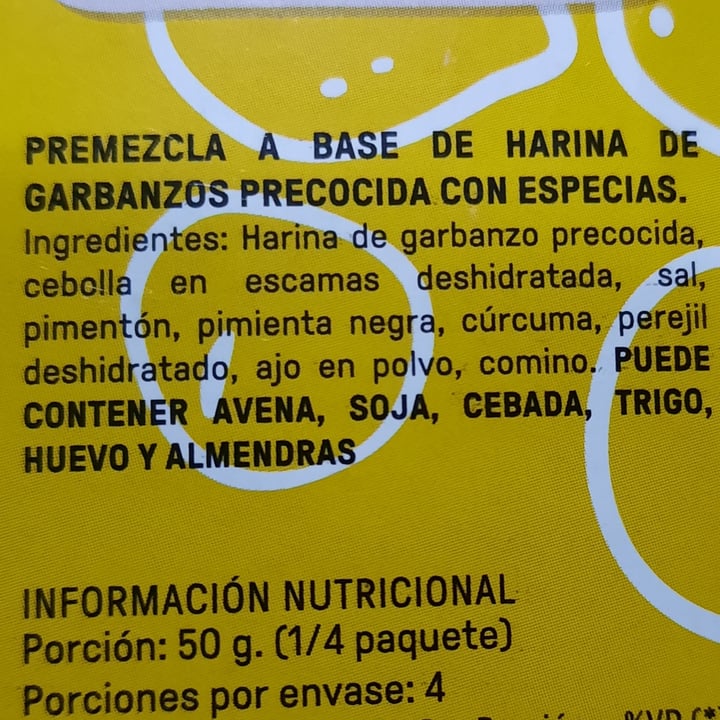 PREMEZCLA A BASE DE HARINA DE
GARBANZOS PRECOCIDA CON ESPECIAS.
Ingredientes: Harina de garbanzo precocida,
cebolla en escamas deshidratada, sal,
pimentón, pimienta negra, cúrcuma, perejil
deshidratado, ajo en polvo, comino. PUEDE
CONTENER AVENA, SOJA, CEBADA, TRIGO,
HUEVO Y ALMENDRAS
INFORMACIÓN NUTRICIONAL
Porción: 50 g. (1/4 paquete)
Porciones por envase: 4
%VD (*)